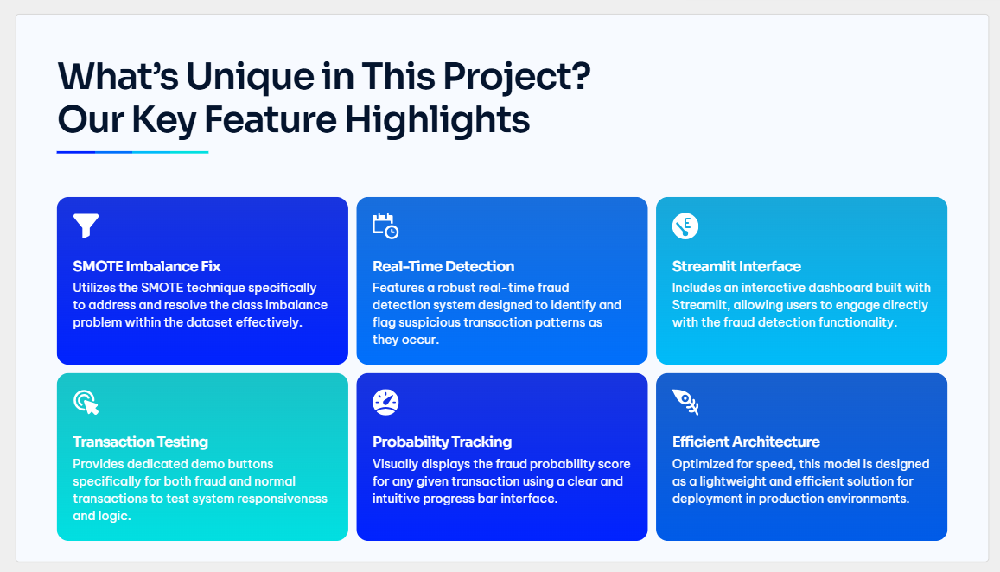 What’s Unique in This Project?
Our Key Feature Highlights
SMOTE Imbalance Fix
Utilizes the SMOTE technique specifically
to address and resolve the class imbalance
problem within the dataset effectively.
Real-Time Detection
Features a robust real-time fraud
detection system designed to identify and
flag suspicious transaction patterns as
they occur.
E
Streamlit Interface
Includes an interactive dashboard built with
Streamlit, allowing users to engage directly
with the fraud detection functionality.
Transaction Testing
Provides dedicated demo buttons
specifically for both fraud and normal
transactions to test system responsiveness
and logic.
Probability Tracking
Visually displays the fraud probability score
for any given transaction using a clear and
intuitive progress bar interface.
Efficient Architecture
Optimized for speed, this model is designed
as a lightweight and efficient solution for
deployment in production environments.